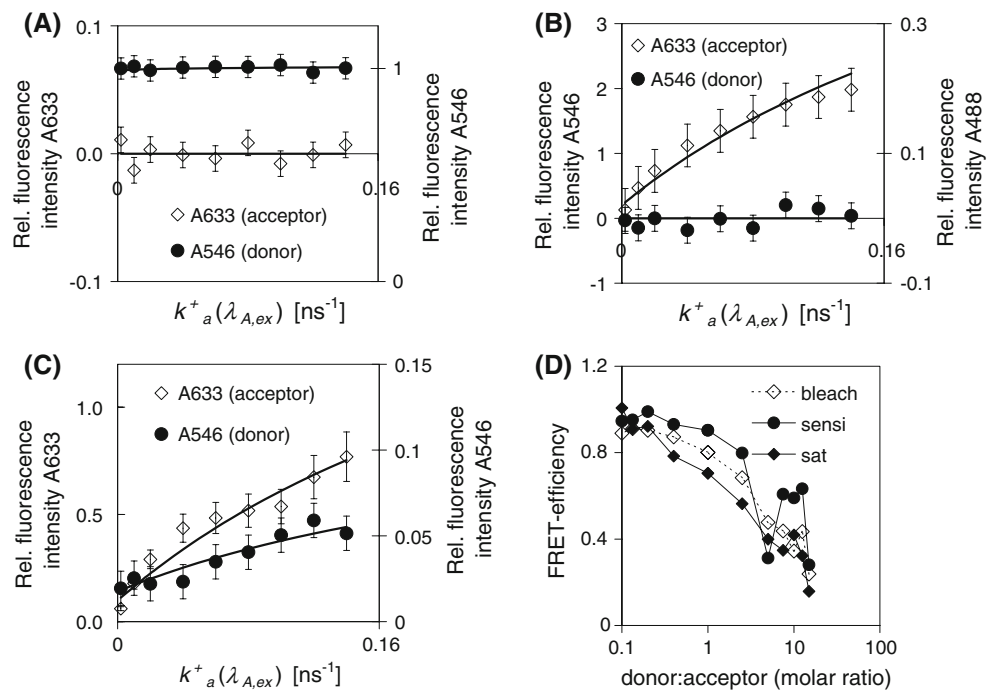 (A)
0.1
0.0
-0.1
Rel. fluorescence
intensity A633
1
0
Rel. fluorescence
intensity A546
0
0.16
A633 (acceptor)
A546 (donor)
k+a(λA,ex) [ns-1]
(B)
3
2
1
0
-1
Rel. fluorescence
intensity A546
0.3
0.1
-0.1
Rel. fluorescence
intensity A488
A633 (acceptor)
A546 (donor)
0
0.16
k+a(λA,ex) [ns-1]
(C)
1.0
0.5
0.0
Rel. fluorescence
intensity A633
0.15
0.1
0.05
0
Rel. fluorescence
intensity A546
A633 (acceptor)
A546 (donor)
0
0.16
k+a(λA,ex) [ns-1]
(D)
1.2
0.8
0.4
0.0
FRET-efficiency
bleach
sensi
sat
0.1
1
10
100
donor:acceptor (molar ratio)